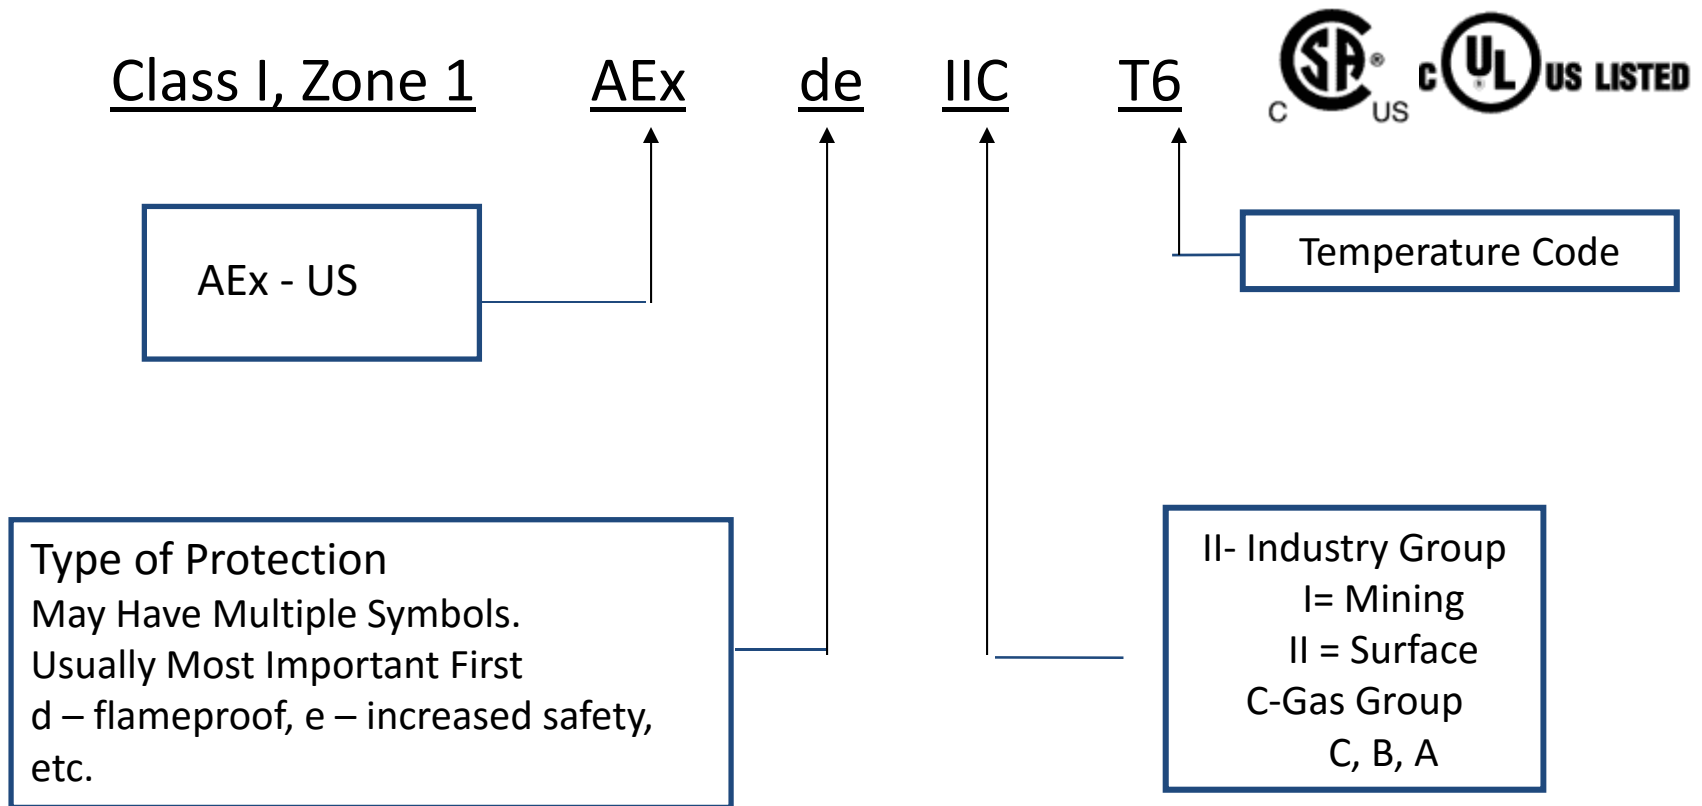 Class I, Zone 1 AEx de IIC T6
C SA ® US
C UL US LISTED
AEx - US
Temperature Code
Type of Protection
May Have Multiple Symbols.
Usually Most Important First
d – flameproof, e – increased safety,
etc.
II- Industry Group
I= Mining
II = Surface
C-Gas Group
C, B, A